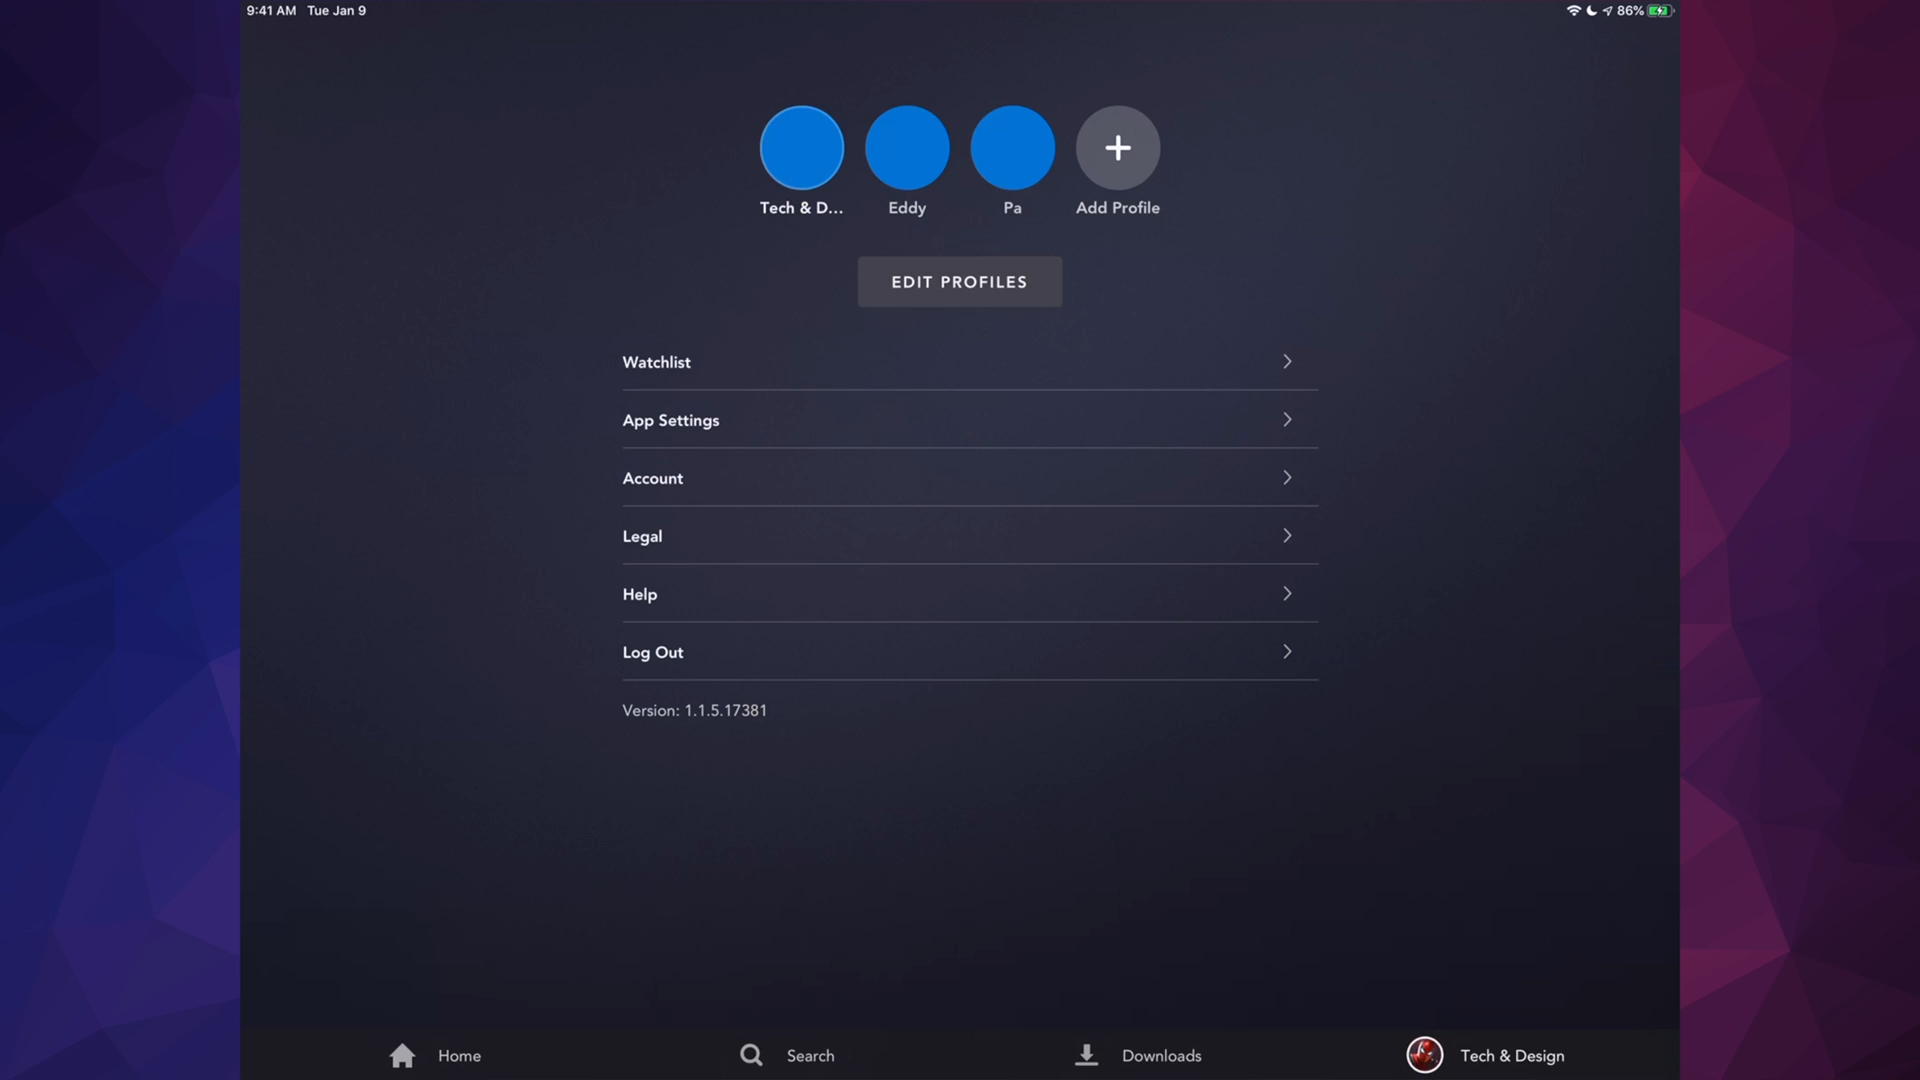 9:41 AM Tue Jan 9
86%
Tech & D...
Eddy
Pa
Add Profile
EDIT PROFILES
Watchlist
App Settings
Account
Legal
Help
Log Out
Version: 1.1.5.17381
Home
Search
Downloads
Tech & Design